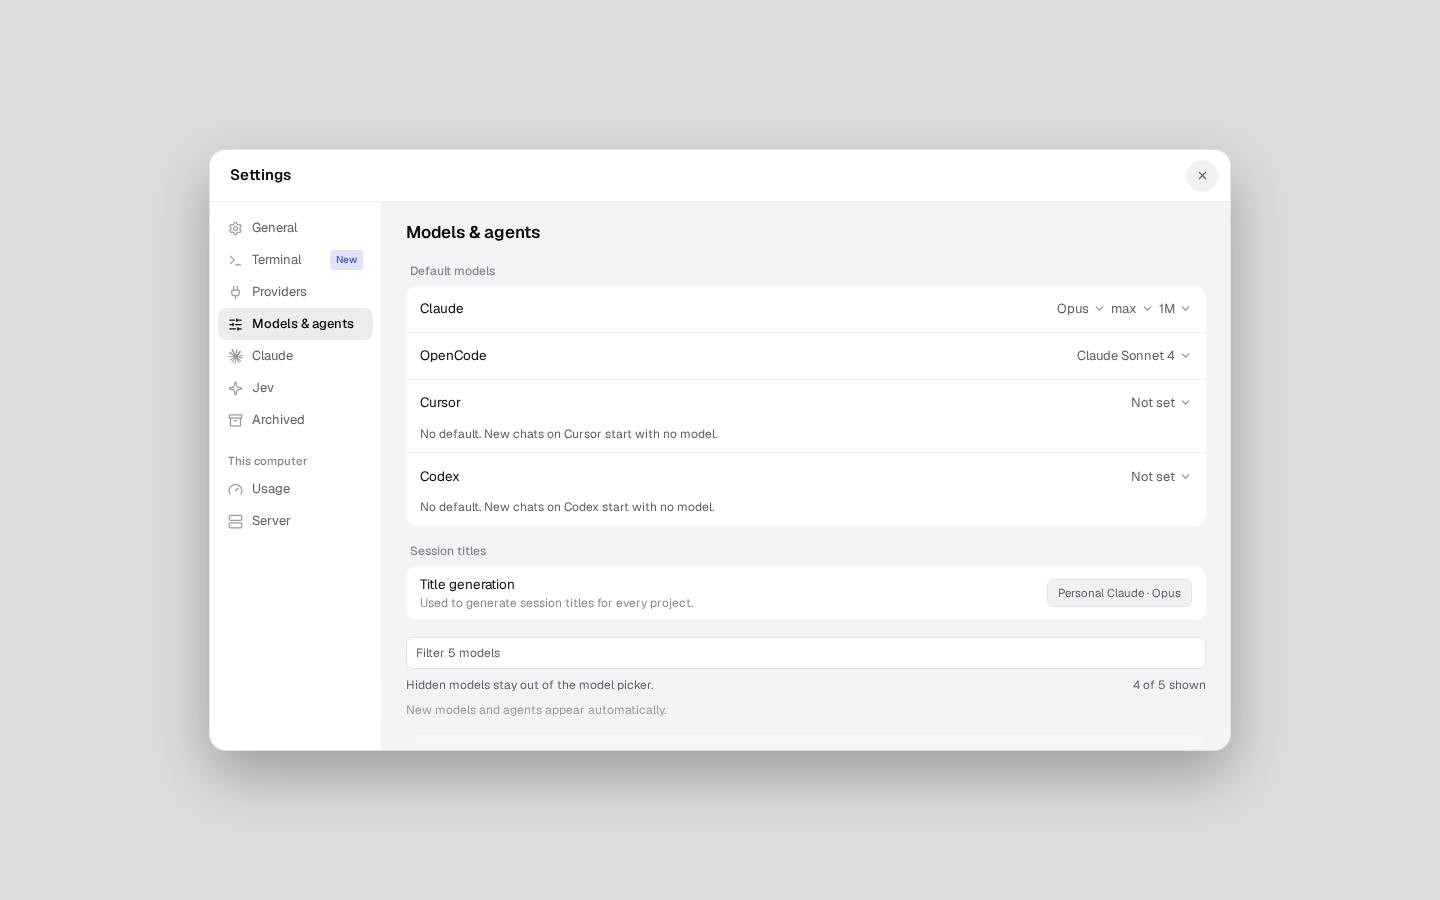 Settings
General
Terminal New
Providers
Models & agents
Claude
Jev
Archived
This computer
Usage
Server
Models & agents
Default models
Claude Opus max 1M
OpenCode Claude Sonnet 4
Cursor Not set
No default. New chats on Cursor start with no model.
Codex Not set
No default. New chats on Codex start with no model.
Session titles
Title generation
Used to generate session titles for every project.
Personal Claude · Opus
Filter 5 models
Hidden models stay out of the model picker. 4 of 5 shown
New models and agents appear automatically.